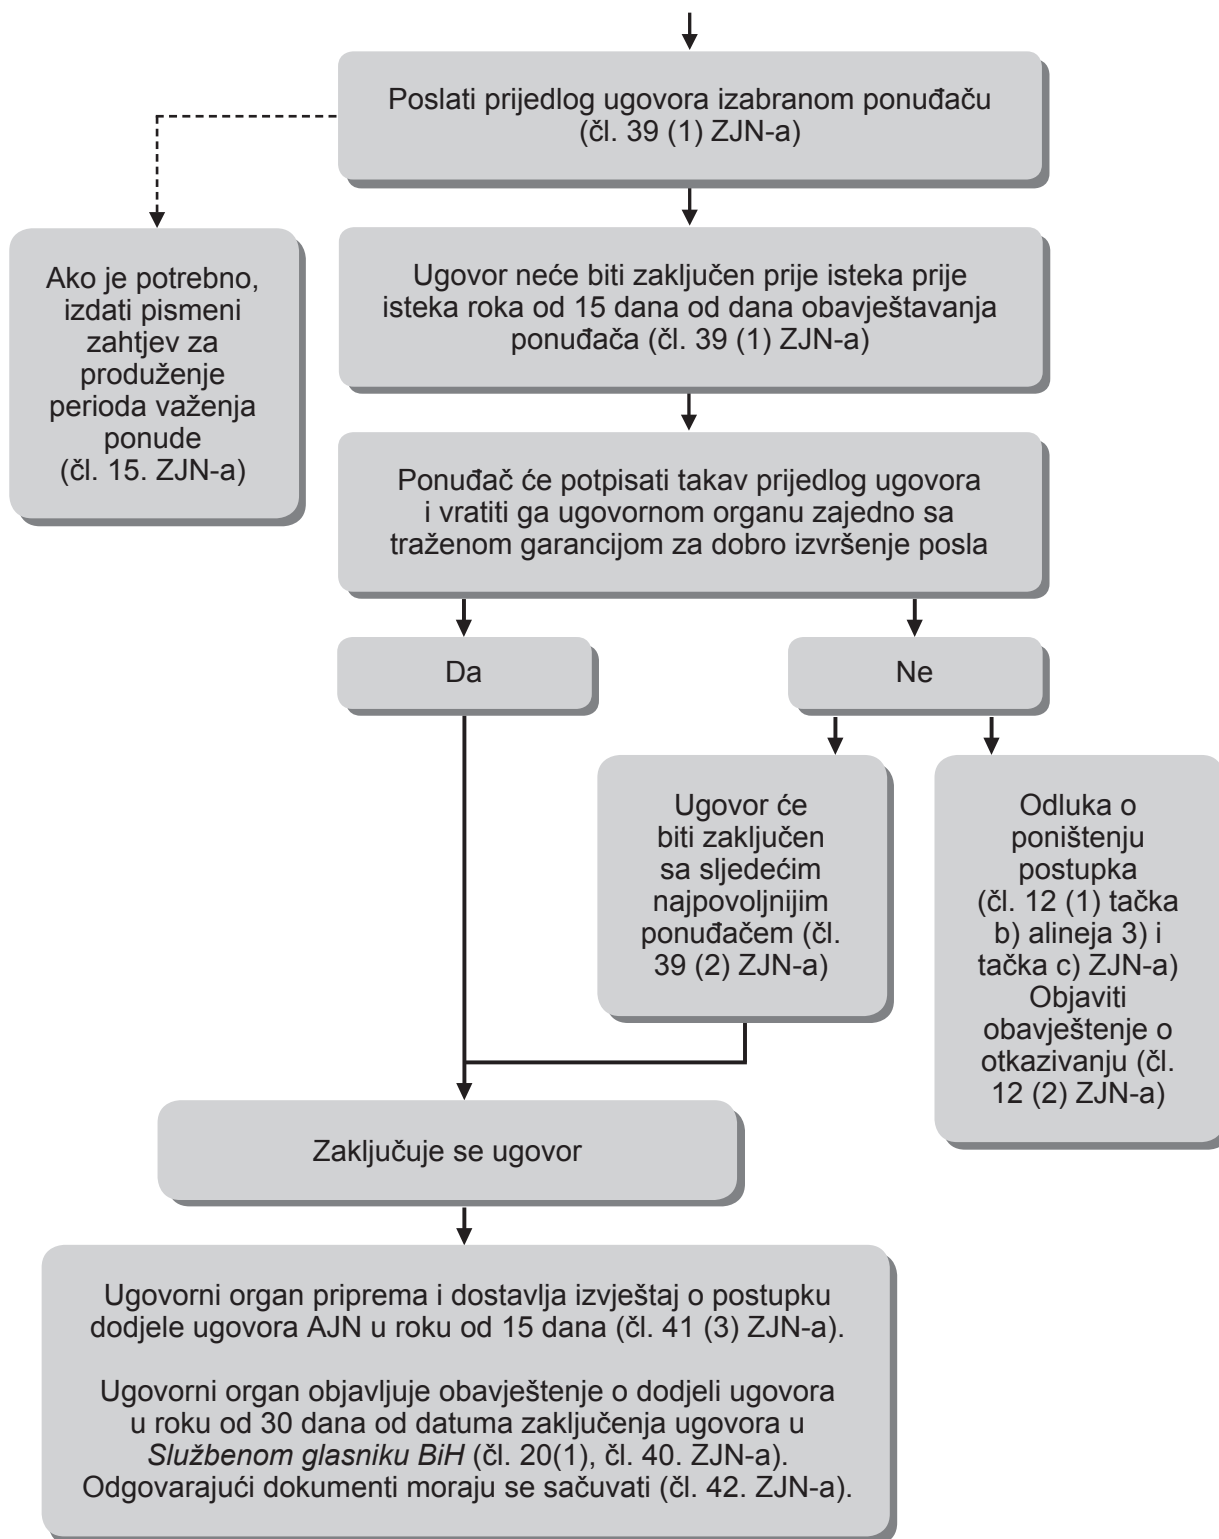 Poslati prijedlog ugovora izabranom ponuđaču
(čl. 39 (1) ZJN-a)
Ako je potrebno,
izdati pismeni
zahtjev za
produženje
perioda važenja
ponude
(čl. 15. ZJN-a)
Ugovor neće biti zaključen prije isteka prije
isteka roka od 15 dana od dana obavještavanja
ponuđača (čl. 39 (1) ZJN-a)
Ponuđač će potpisati takav prijedlog ugovora
i vratiti ga ugovornom organu zajedno sa
traženom garancijom za dobro izvršenje posla
Da
Ne
Ugovor će
biti zaključen
sa sljedećim
najpovoljnijim
ponuđačem (čl.
39 (2) ZJN-a)
Odluka o
poništenju
postupka
(čl. 12 (1) tačka
b) alineja 3) i
tačka c) ZJN-a)
Objaviti
obavještenje o
otkazivanju (čl.
12 (2) ZJN-a)
Zaključuje se ugovor
Ugovorni organ priprema i dostavlja izvještaj o postupku
dodjele ugovora AJN u roku od 15 dana (čl. 41 (3) ZJN-a).
Ugovorni organ objavljuje obavještenje o dodjeli ugovora
u roku od 30 dana od datuma zaključenja ugovora u
Službenom glasniku BiH (čl. 20(1), čl. 40. ZJN-a).
Odgovarajući dokumenti moraju se sačuvati (čl. 42. ZJN-a).